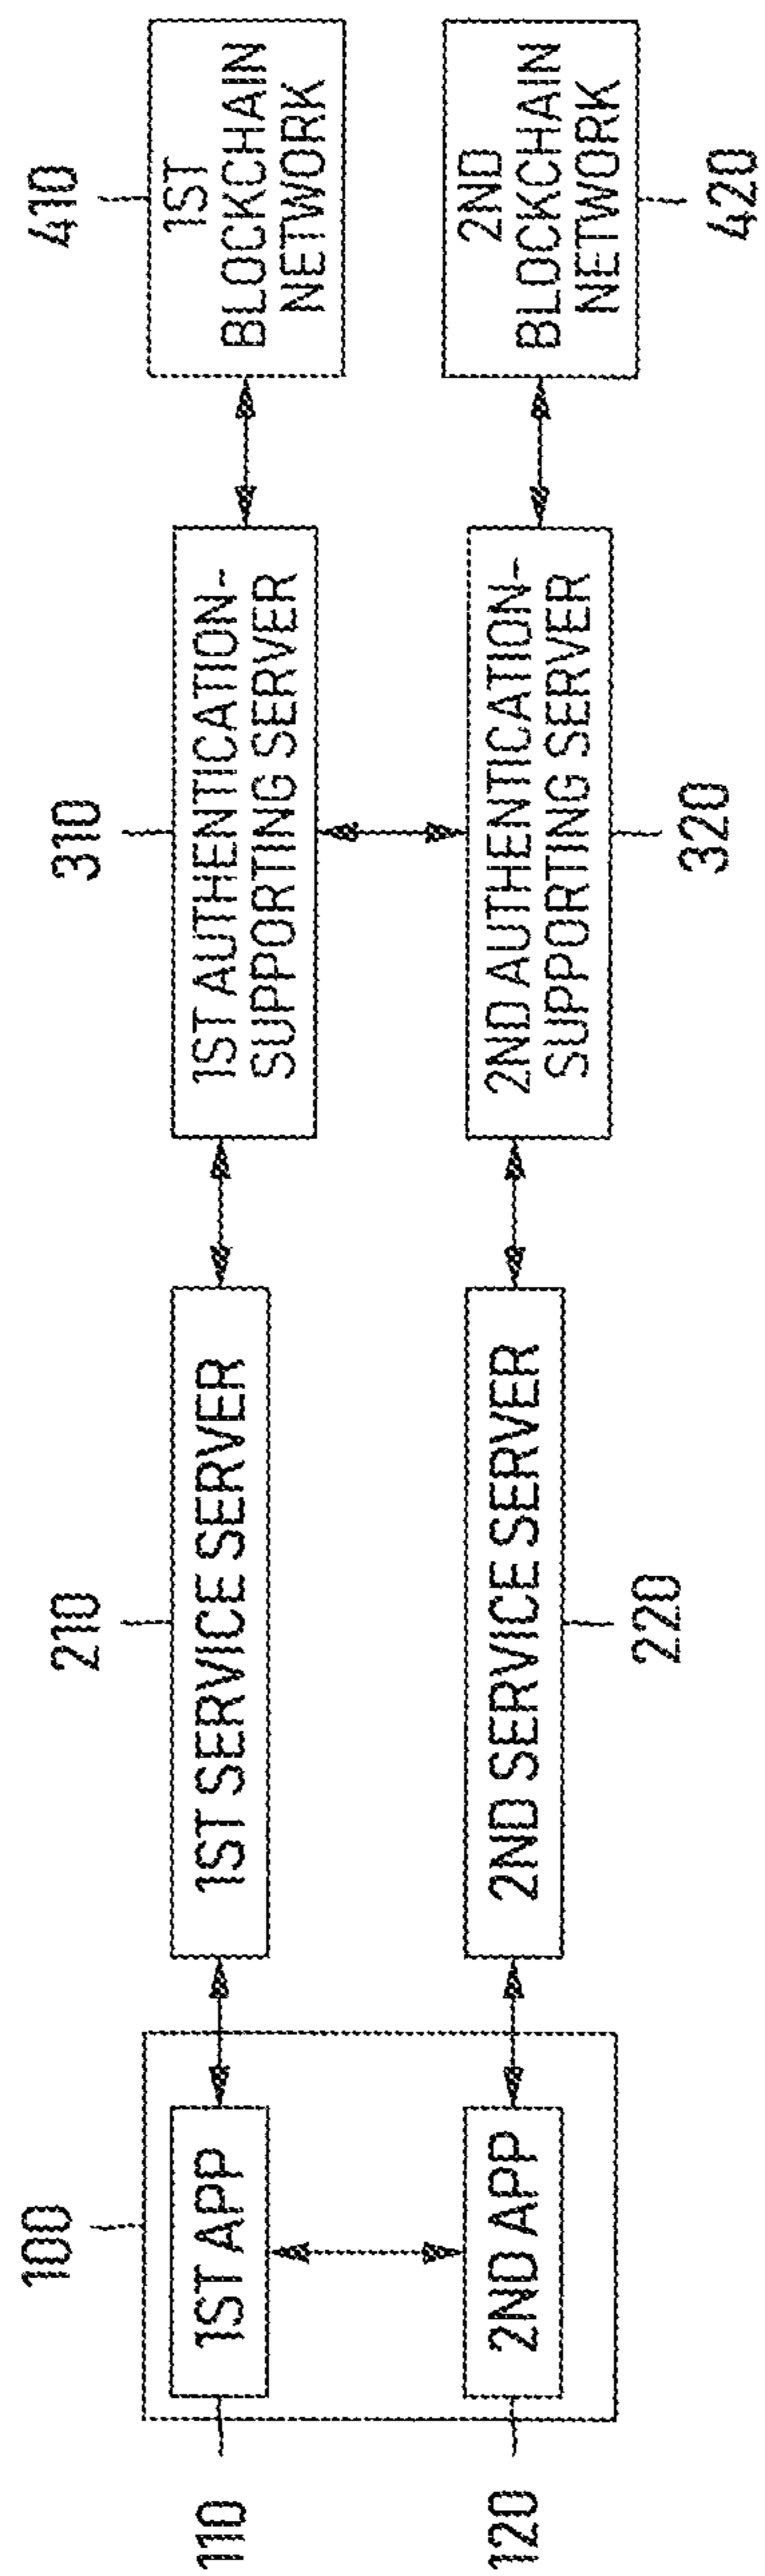 100
110
1ST APP
120
2ND APP
210
1ST SERVICE SERVER
2ND SERVICE SERVER
220
310
1ST AUTHENTICATION-
SUPPORTING SERVER
2ND AUTHENTICATION-
SUPPORTING SERVER
320
410
1ST
BLOCKCHAIN
NETWORK
2ND
BLOCKCHAIN
NETWORK
420